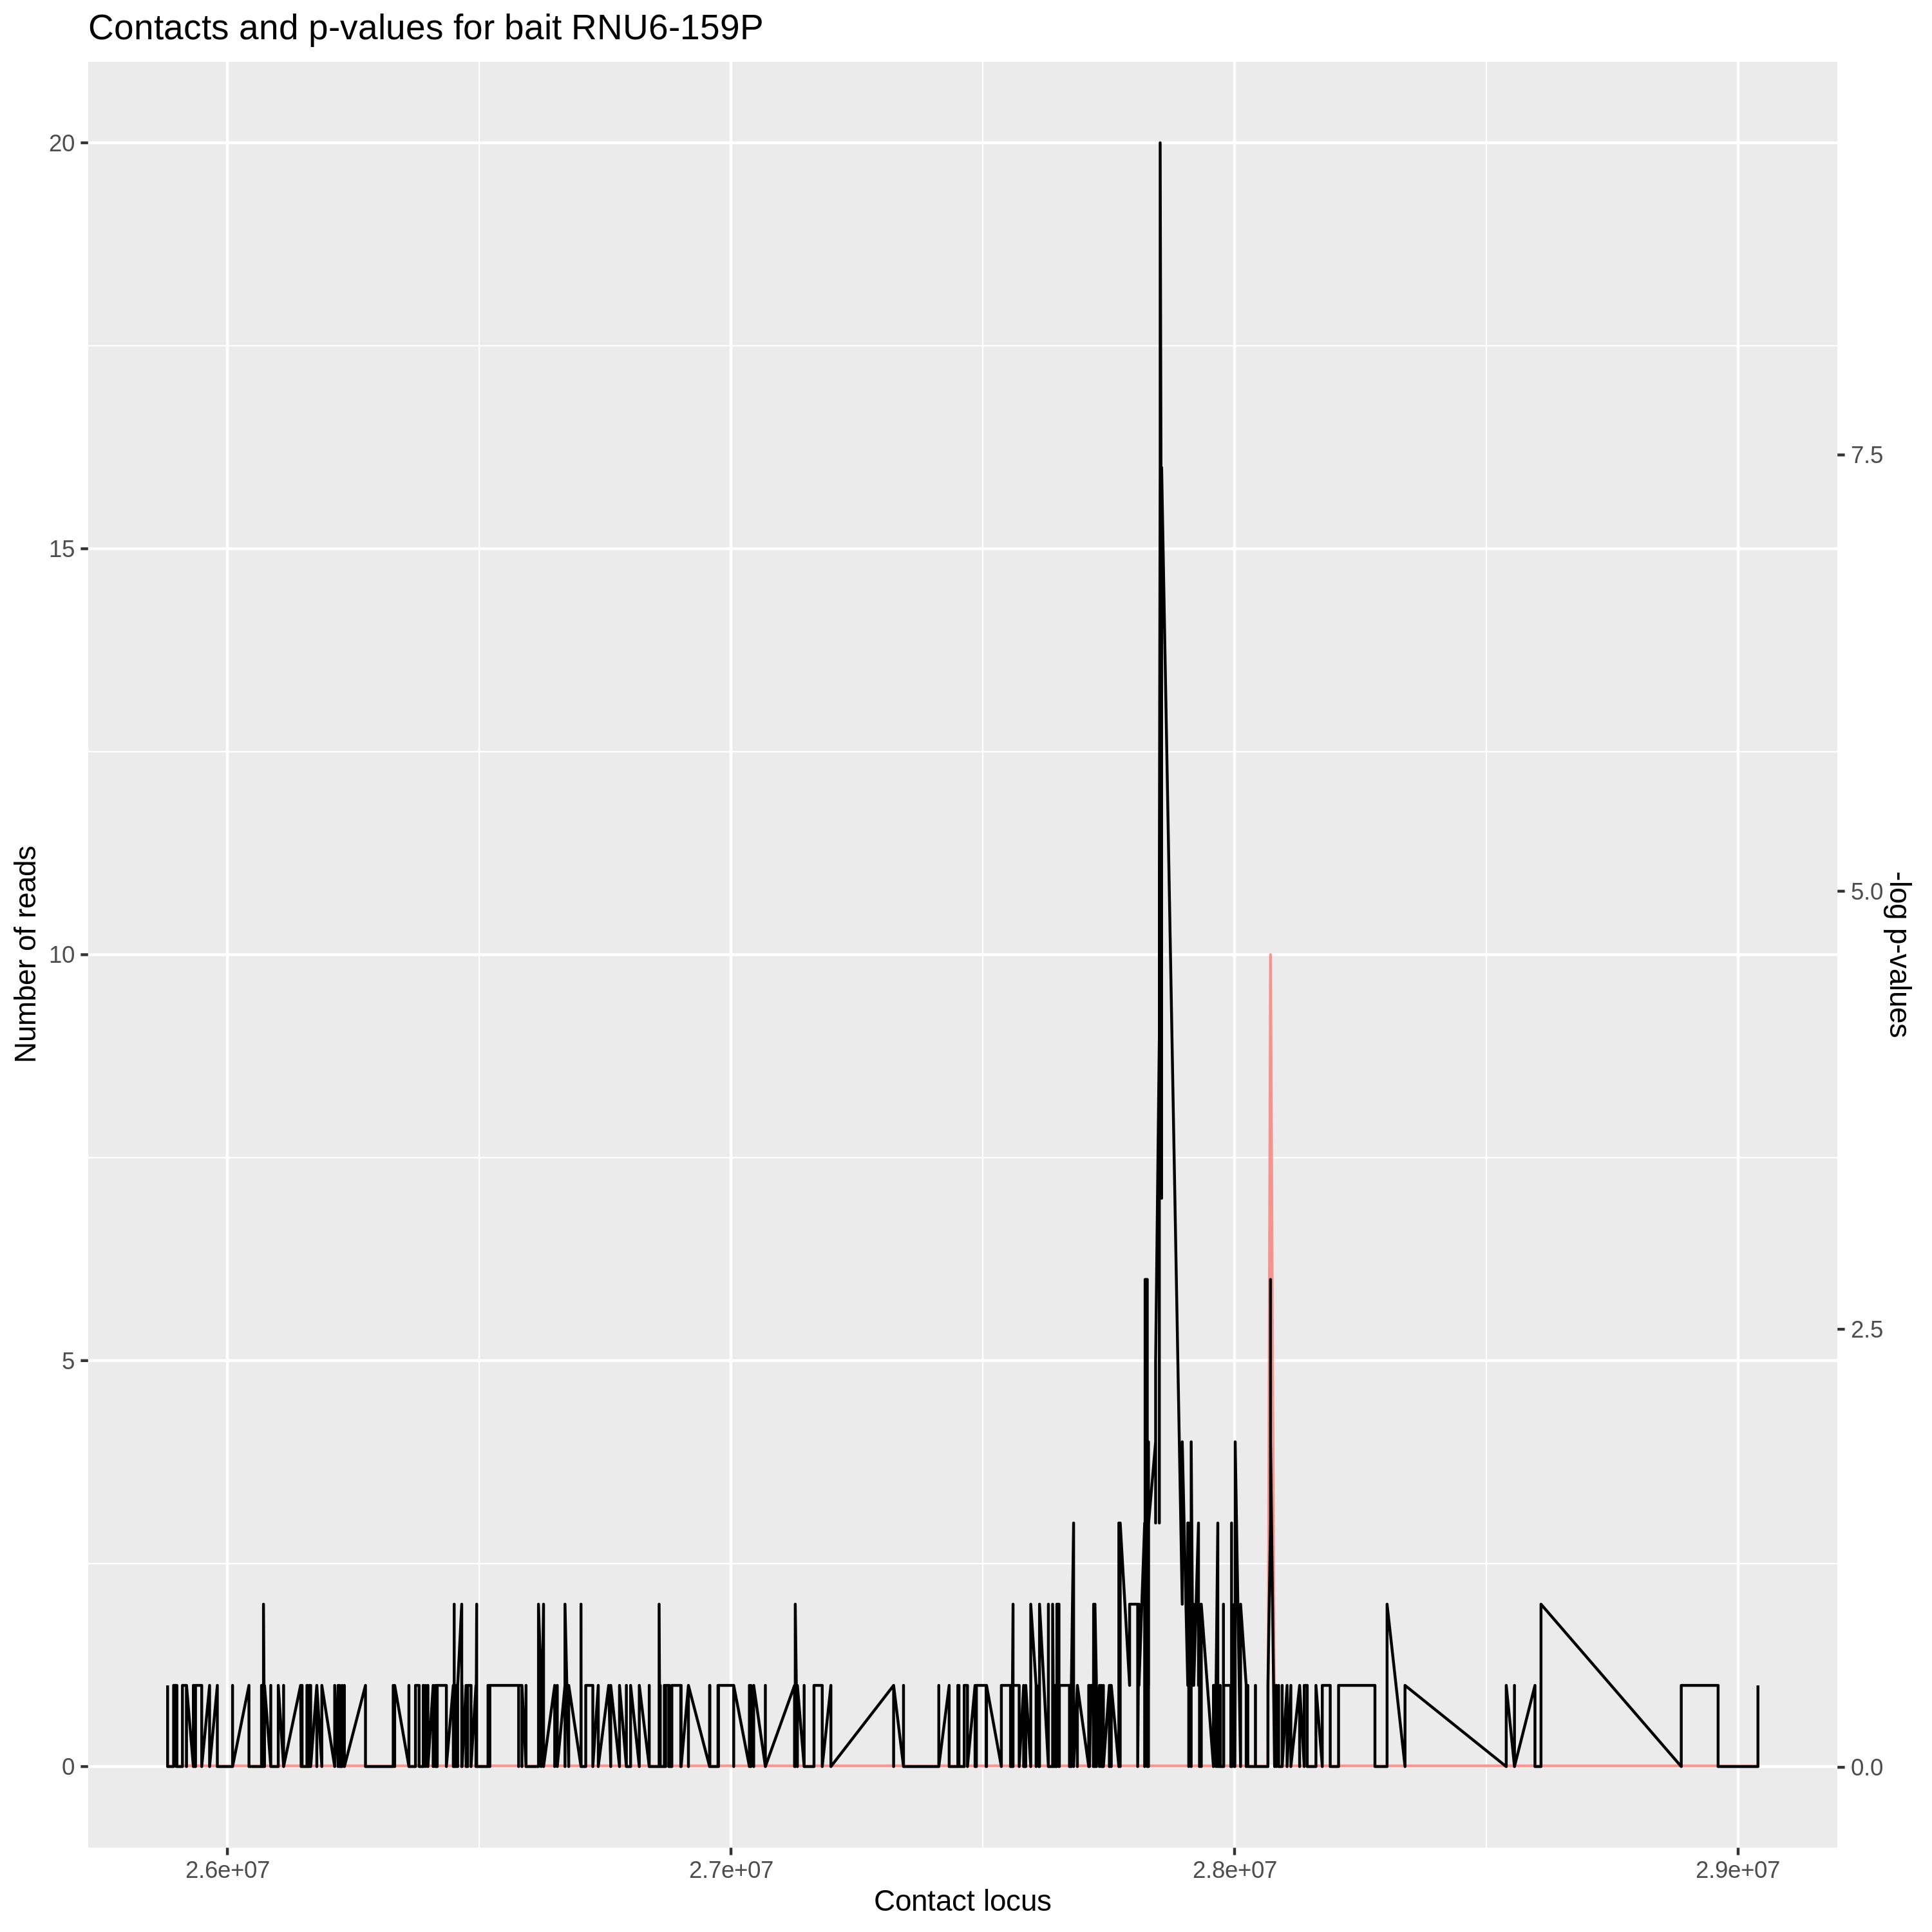 Contacts and p-values for bait RNU6-159P
20
15
10
5
0
Number of reads
7.5
5.0
2.5
0.0
-log p-values
2.6e+07
2.7e+07
2.8e+07
2.9e+07
Contact locus